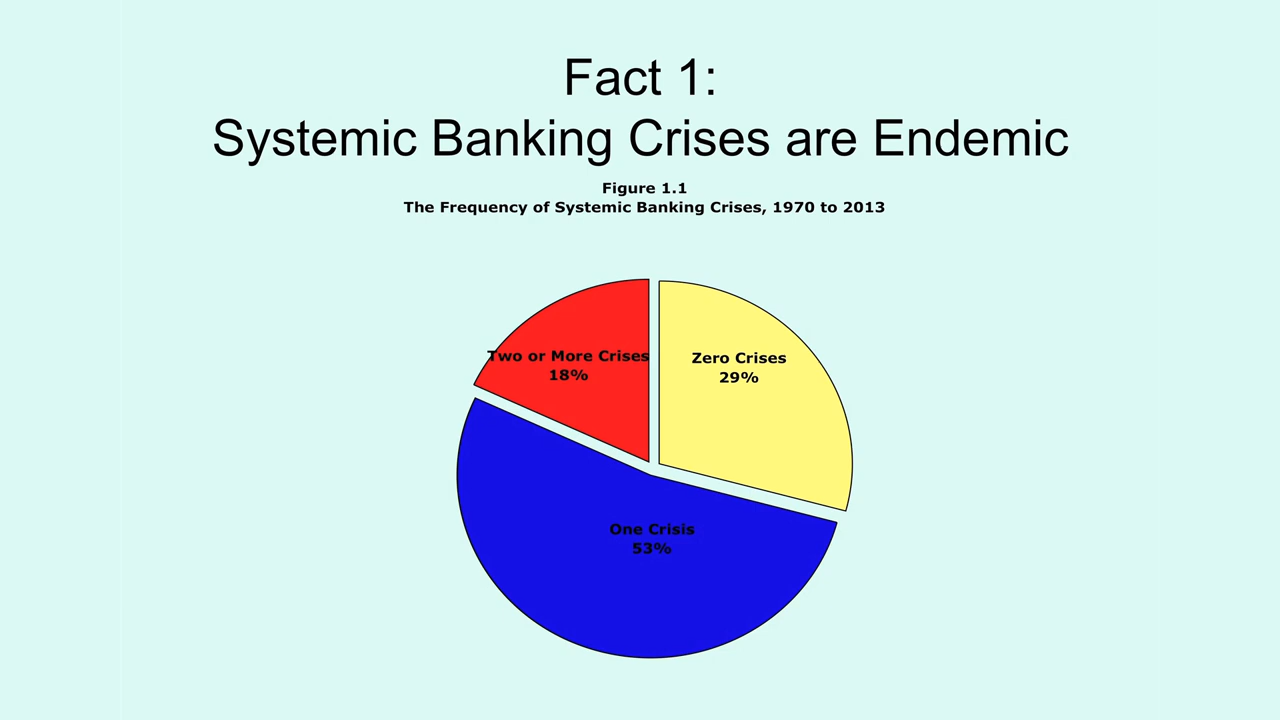 Fact 1:
Systemic Banking Crises are Endemic
Figure 1.1
The Frequency of Systemic Banking Crises, 1970 to 2013
Two or More Crises
18%
Zero Crises
29%
One Crisis
53%